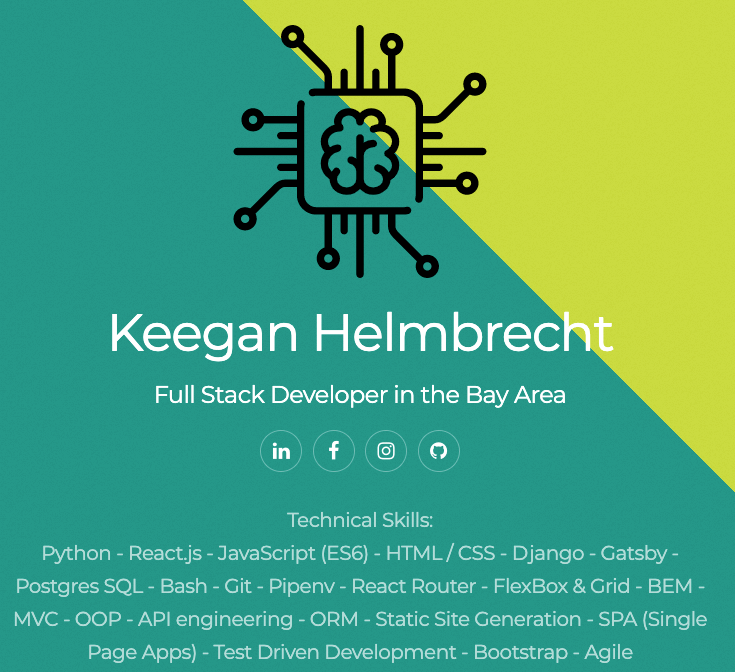 Keegan Helmbrecht
Full Stack Developer in the Bay Area
Technical Skills:
Python - React.js - JavaScript (ES6) - HTML / CSS - Django - Gatsby -
Postgres SQL - Bash - Git - Pipenv - React Router - FlexBox & Grid - BEM -
MVC - OOP - API engineering - ORM - Static Site Generation - SPA (Single
Page Apps) - Test Driven Development - Bootstrap - Agile